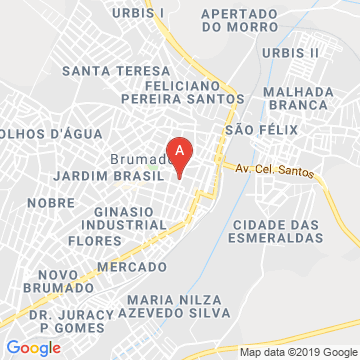 URBIS I
APERTADO
DO MORRO
URBIS II
SANTA TERESA
FELICIANO
PEREIRA SANTOS
MALHADA
BRANCA
OLHOS D'ÁGUA
SÃO FÉLIX
A
Brumado
Av. Cel. Santos
JARDIM BRASIL
NOBRE
GINASIO
INDUSTRIAL
CIDADE DAS
ESMERALDAS
FLORES
MERCADO
NOVO
BRUMADO
MARIA NILZA
AZEVEDO SILVA
DR. JURACY
P GOMES
Google
Map data ©2019 Google